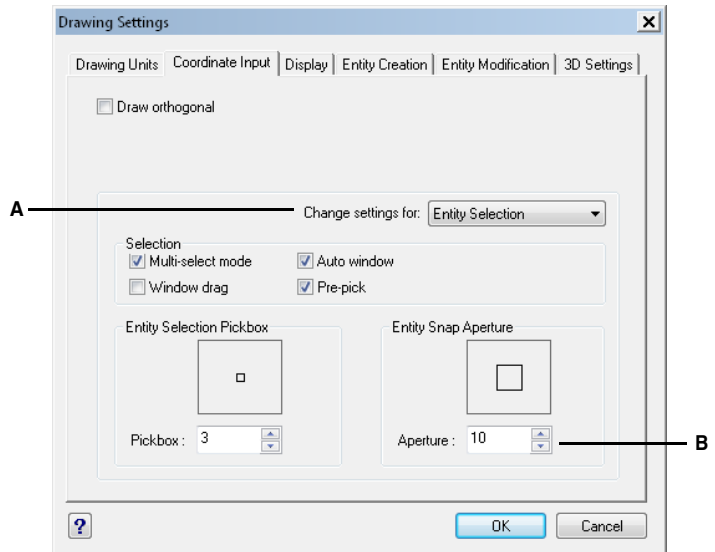 Drawing Settings
Drawing Units Coordinate Input Display Entity Creation Entity Modification 3D Settings
Draw orthogonal
A
Change settings for: Entity Selection
Selection
Multi-select mode Auto window
Window drag Pre-pick
Entity Selection Pickbox Entity Snap Aperture
Pickbox : 3 Aperture : 10
B
? OK Cancel